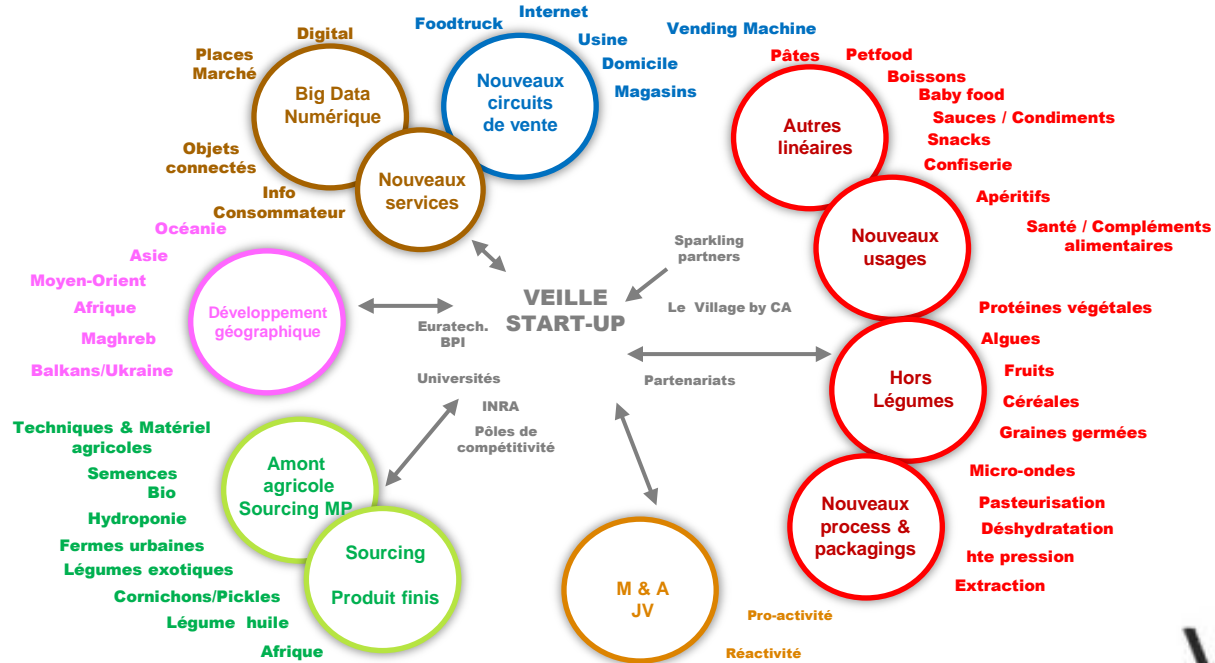 Digital
Places
Marché
Big Data
Numérique
Objets
connectés
Info
Consommateur
Nouveaux
services
Foodtruck
Internet
Usine
Domicile
Magasins
Vending Machine
Nouveaux
circuits
de vente
Pâtes
Petfood
Boissons
Baby food
Sauces / Condiments
Snacks
Confiserie
Autres
linéaires
Apéritifs
Santé / Compléments
alimentaires
Nouveaux
usages
Océanie
Asie
Moyen-Orient
Afrique
Maghreb
Balkans/Ukraine
Développement
géographique
VEILLE
START-UP
Sparkling
partners
Le Village by CA
Euratech.
BPI
Universités
INRA
Pôles de
compétitivité
Partenariats
Protéines végétales
Algues
Fruits
Céréales
Graines germées
Hors
Légumes
Micro-ondes
Pasteurisation
Déshydratation
hte pression
Extraction
Nouveaux
process &
packagings
Techniques & Matériel
agricoles
Semences
Bio
Hydroponie
Fermes urbaines
Légumes exotiques
Cornichons/Pickles
Légume huile
Afrique
Amont
agricole
Sourcing MP
Sourcing
Produit finis
M & A
JV
Pro-activité
Réactivité